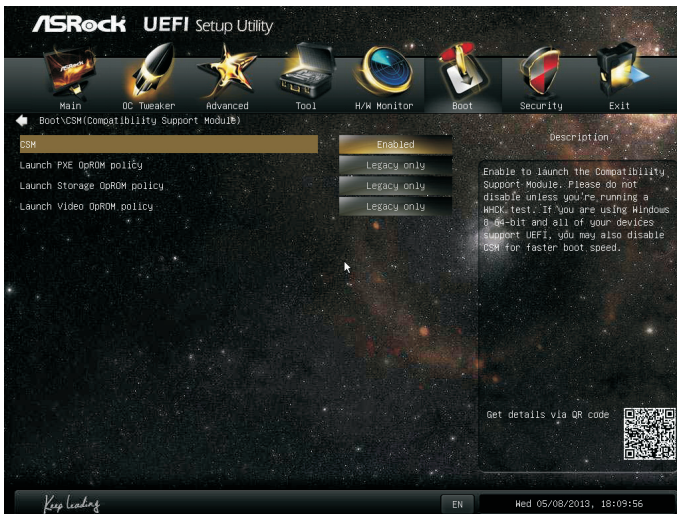 ASRock UEFI Setup Utility
ASRock
Main OC Tweaker Advanced Tool H/W Monitor Boot Security Exit
Boot\CSM(Compatibility Support Module)
CSM Enabled
Launch PXE OpROM policy Legacy only
Launch Storage OpROM policy Legacy only
Launch Video OpROM policy Legacy only
Description
Enable to launch the Compatibility
Support Module. Please do not
disable unless you're running a
WHCK test. If you are using Windows
8 64-bit and all of your devices
support UEFI, you may also disable
CSM for faster boot speed.
Get details via QR code
Keep Leading
EN
Wed 05/08/2013, 18:09:56